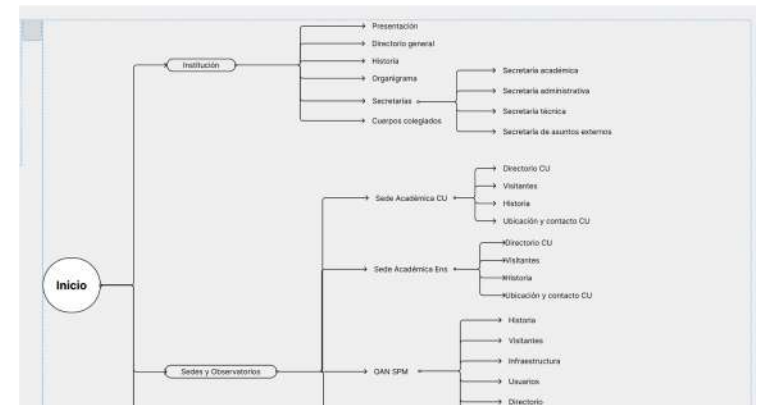 Presentación
Directorio general
Institución
Historia
Organigrama
Secretaría académica
Secretaría administrativa
Secretarías
Secretaría técnica
Cuerpos colegiados
Secretaría de asuntos externos
Directorio CU
Visitantes
Sede Académica CU
Historia
Ubicación y contacto CU
Directorio CU
Visitantes
Sede Académica Ens
Historia
Ubicación y contacto CU
Inicio
Historia
Visitantes
Infraestructura
Sedes y Observatorios
OAN SPM
Usuarios
Directorio